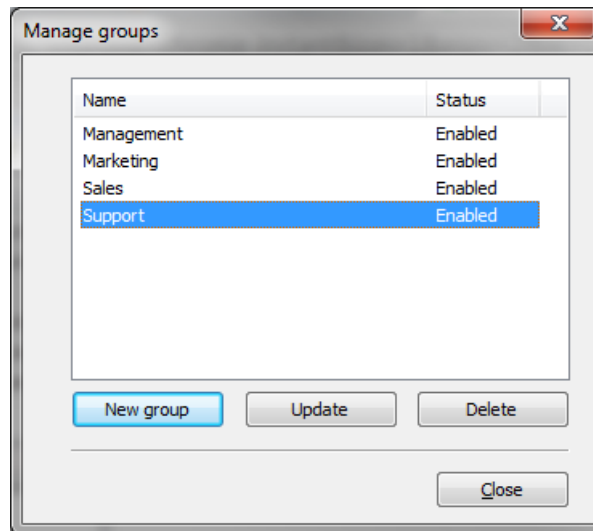 Manage groups
Name Status
Management Enabled
Marketing Enabled
Sales Enabled
Support Enabled
New group Update Delete
Close